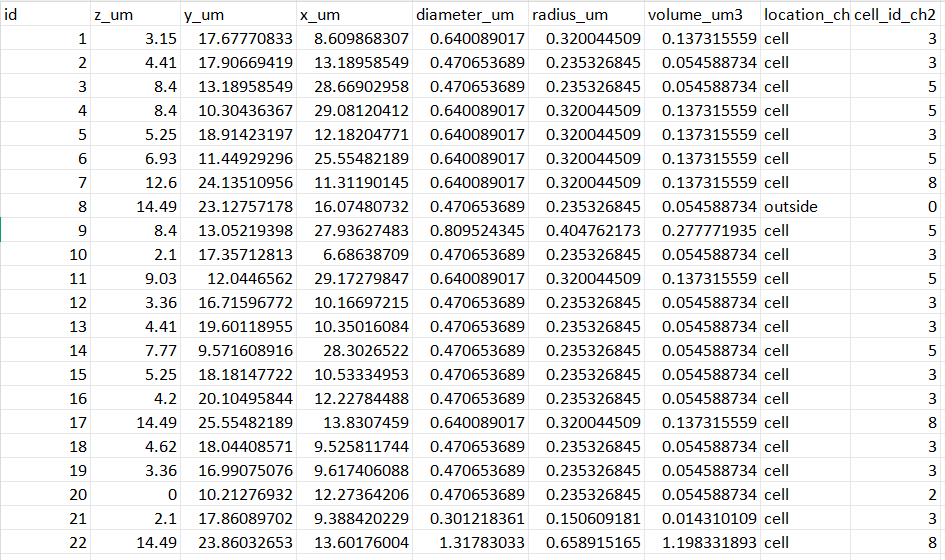 id z_um y_um x_um diameter_um radius_um volume_um3 location_ch cell_id_ch2
1 3.15 17.67770833 8.609868307 0.640089017 0.320044509 0.137315559 cell 3
2 4.41 17.90669419 13.18958549 0.470653689 0.235326845 0.054588734 cell 3
3 8.4 13.18958549 28.66902958 0.470653689 0.235326845 0.054588734 cell 5
4 8.4 10.30436367 29.08120412 0.640089017 0.320044509 0.137315559 cell 5
5 5.25 18.91423197 12.18204771 0.640089017 0.320044509 0.137315559 cell 3
6 6.93 11.44929296 25.55482189 0.640089017 0.320044509 0.137315559 cell 5
7 12.6 24.13510956 11.31190145 0.640089017 0.320044509 0.137315559 cell 8
8 14.49 23.12757178 16.07480732 0.470653689 0.235326845 0.054588734 outside 0
9 8.4 13.05219398 27.93627483 0.809524345 0.404762173 0.277771935 cell 5
10 2.1 17.35712813 6.68638709 0.470653689 0.235326845 0.054588734 cell 3
11 9.03 12.0446562 29.17279847 0.640089017 0.320044509 0.137315559 cell 5
12 3.36 16.71596772 10.16697215 0.470653689 0.235326845 0.054588734 cell 3
13 4.41 19.60118955 10.35016084 0.470653689 0.235326845 0.054588734 cell 3
14 7.77 9.571608916 28.3026522 0.470653689 0.235326845 0.054588734 cell 5
15 5.25 18.18147722 10.53334953 0.470653689 0.235326845 0.054588734 cell 3
16 4.2 20.10495844 12.22784488 0.470653689 0.235326845 0.054588734 cell 3
17 14.49 25.55482189 13.8307459 0.640089017 0.320044509 0.137315559 cell 8
18 4.62 18.04408571 9.525811744 0.470653689 0.235326845 0.054588734 cell 3
19 3.36 16.99075076 9.617406088 0.470653689 0.235326845 0.054588734 cell 3
20 0 10.21276932 12.27364206 0.470653689 0.235326845 0.054588734 cell 2
21 2.1 17.86089702 9.388420229 0.301218361 0.150609181 0.014310109 cell 3
22 14.49 23.86032653 13.60176004 1.31783033 0.658915165 1.198331893 cell 8